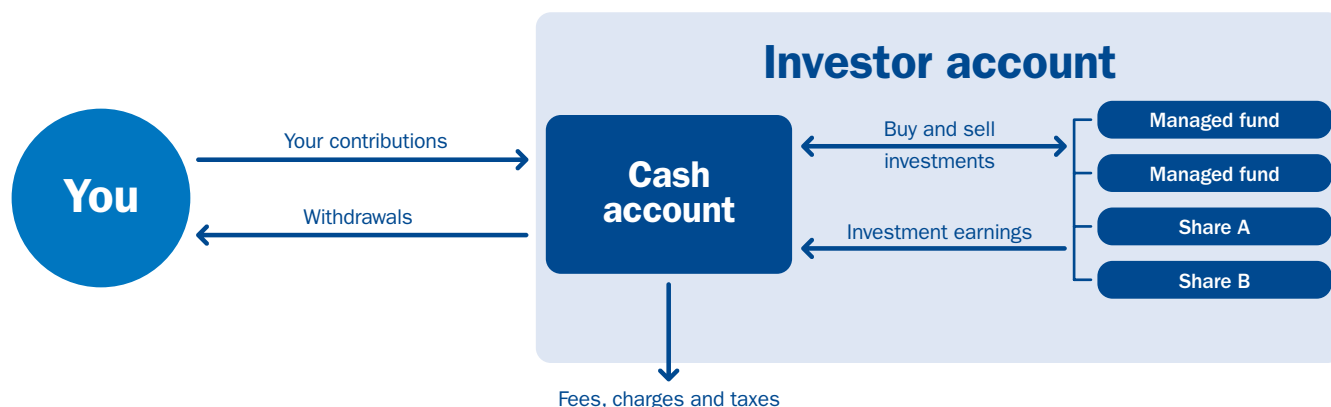 Investor account
You
Your contributions
Withdrawals
Cash
account
Buy and sell
investments
Investment earnings
Managed fund
Managed fund
Share A
Share B
Fees, charges and taxes